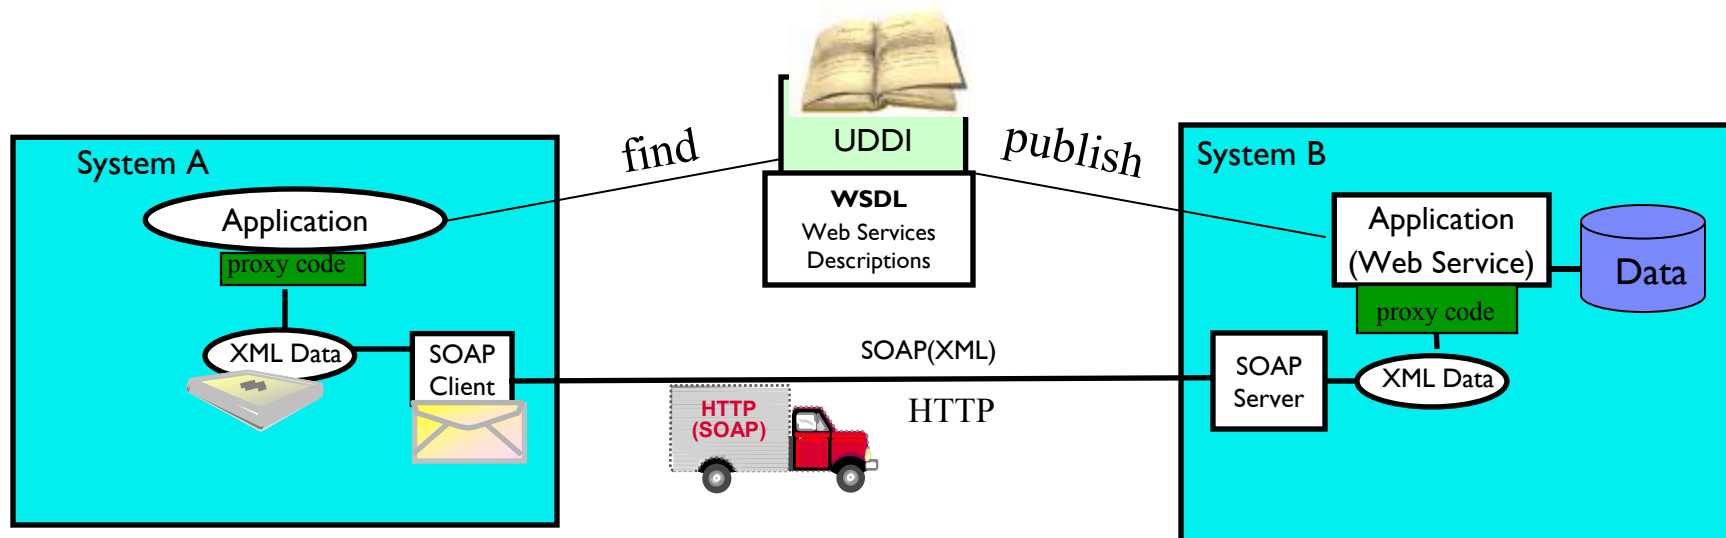 System A
Application
proxy code
XML Data
SOAP
Client
find
UDDI
publish
WSDL
Web Services
Descriptions
SOAP(XML)
HTTP
HTTP
(SOAP)
System B
Application
(Web Service)
Data
proxy code
SOAP
Server
XML Data